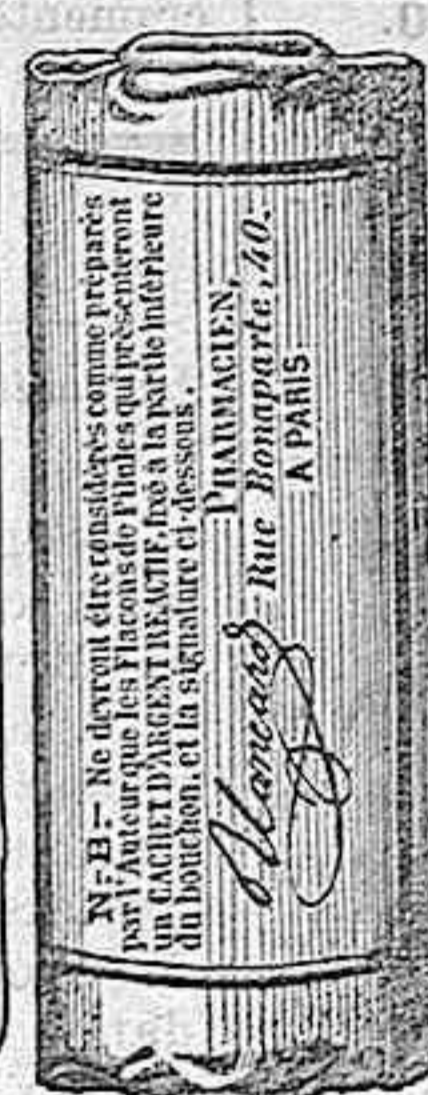 N.-B.- Ne devront être considérés comme préparés
par l'Auteur que les Flacons de Pilules qui présenteront
un CACHET D'ARGENT REACTIF, fixé à la partie inférieure
du bouchon, et la signature ci-dessous.
PHARMACIEN,
Blancard Rue Bonaparte, 40.
A PARIS